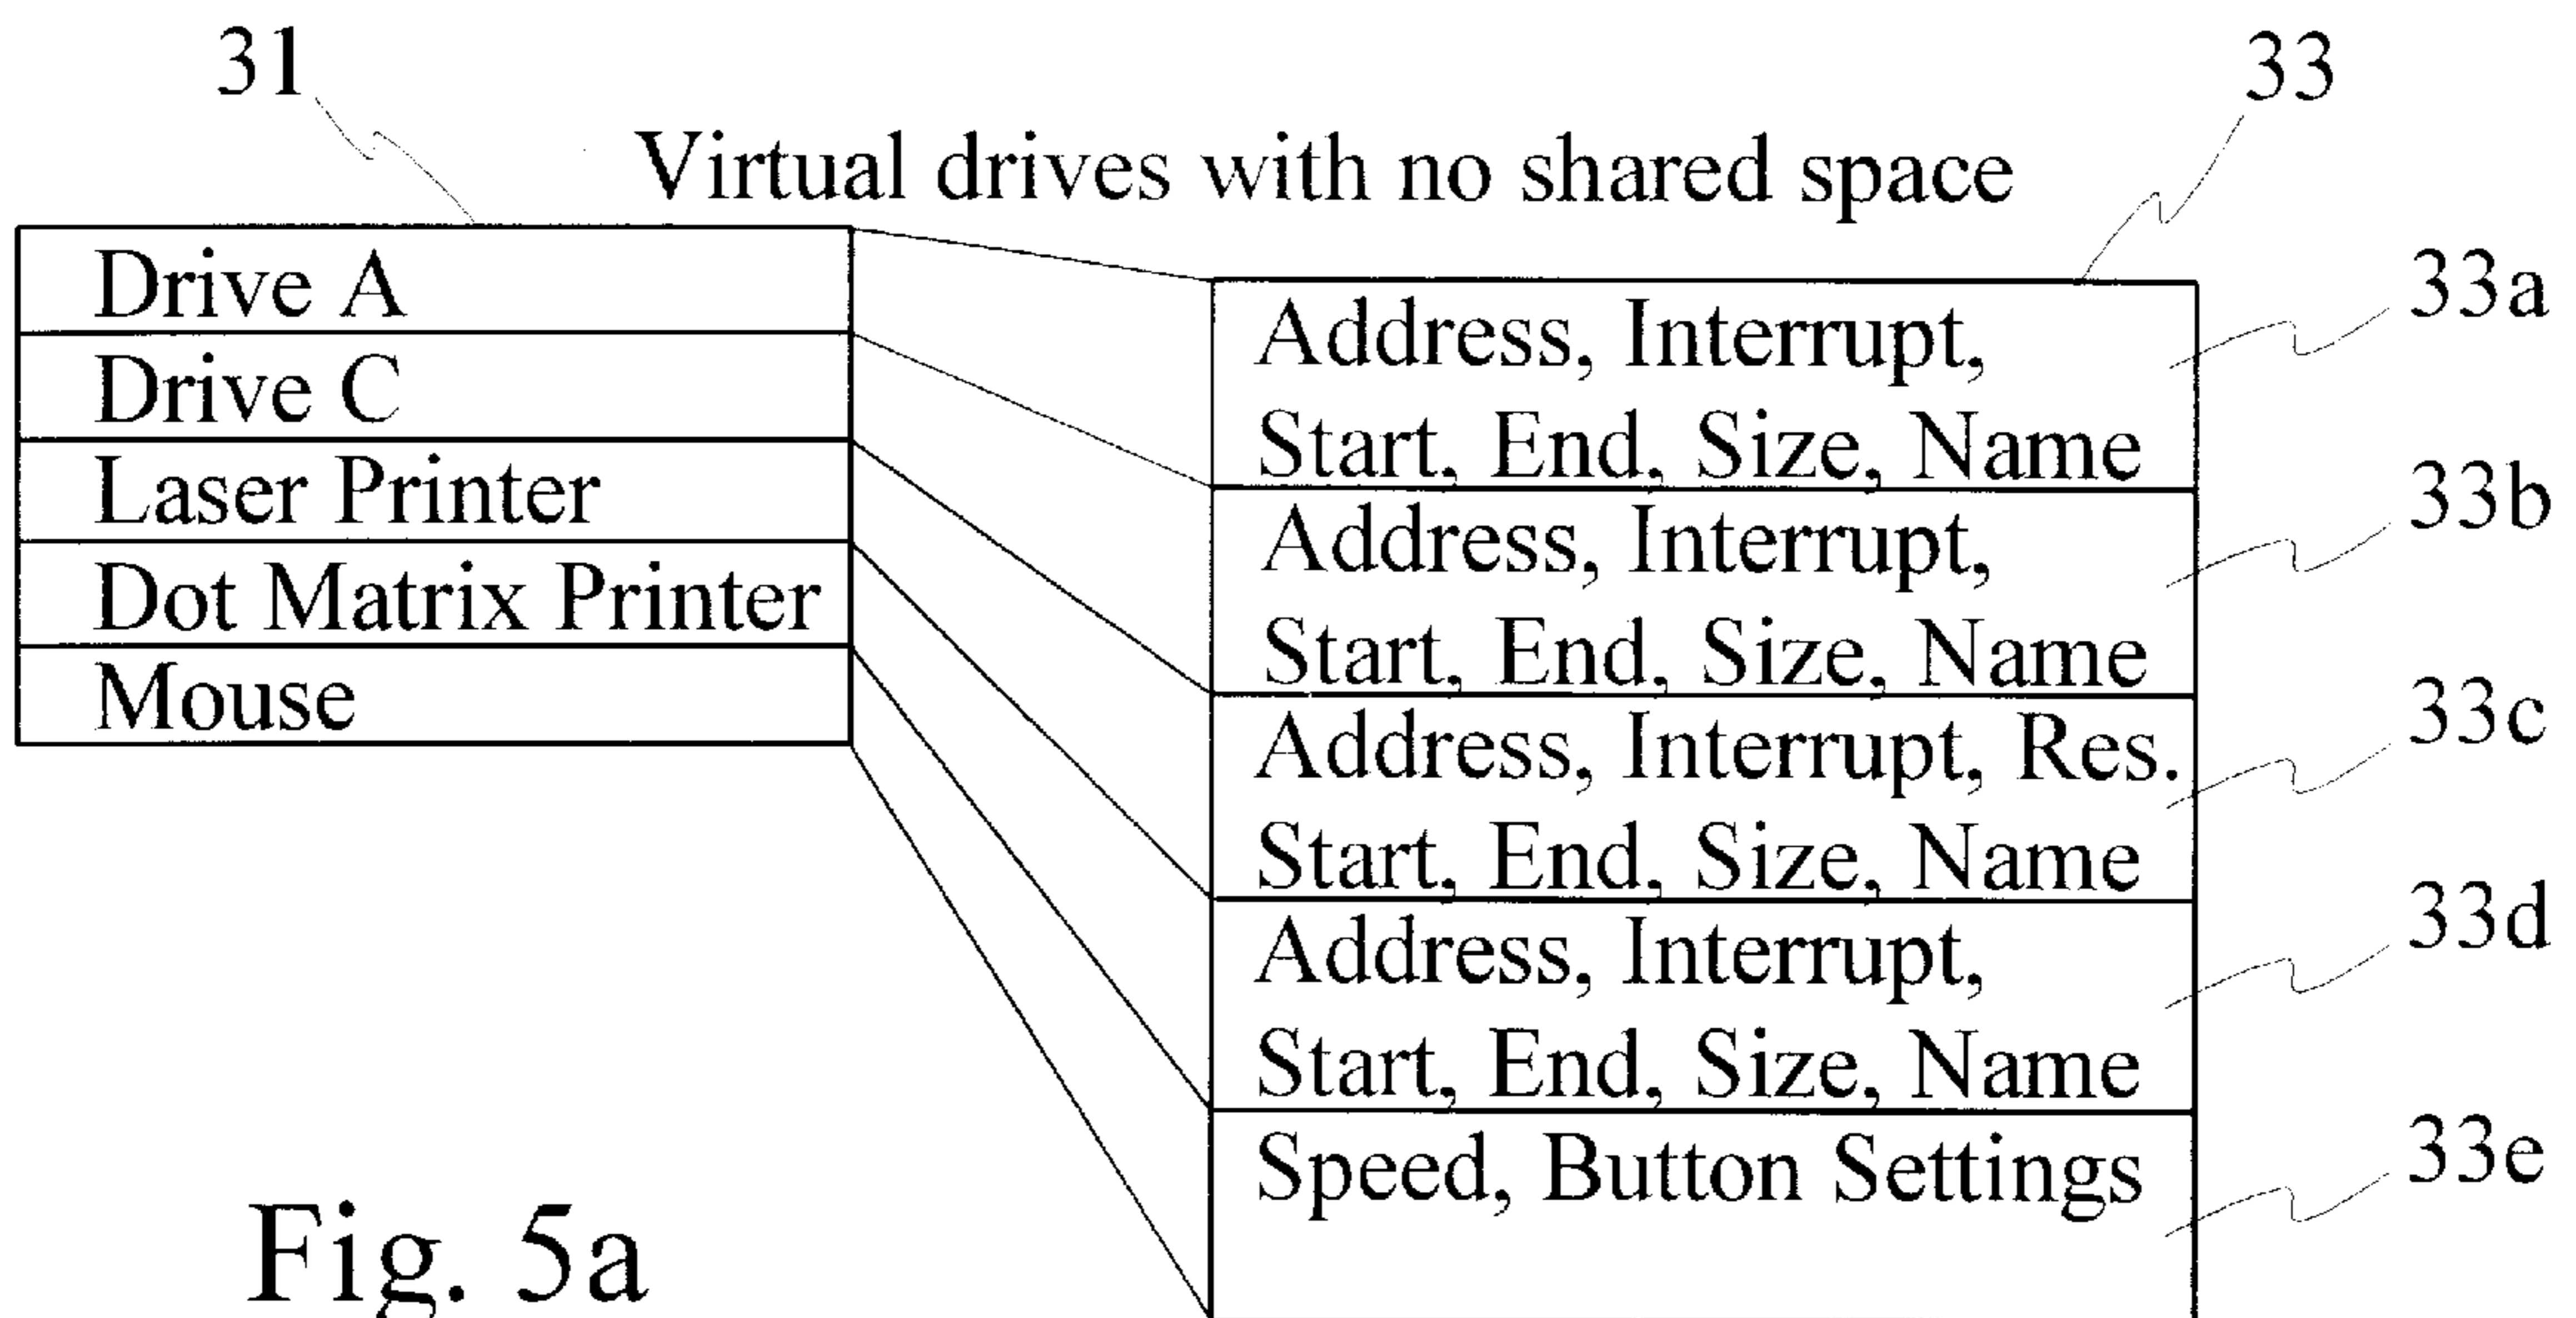 31
33
Virtual drives with no shared space
Drive A
Drive C
Laser Printer
Dot Matrix Printer
Mouse
Address, Interrupt,
Start, End, Size, Name
33a
Address, Interrupt,
Start, End, Size, Name
33b
Address, Interrupt, Res.
Start, End, Size, Name
33c
Address, Interrupt,
Start, End, Size, Name
33d
Speed, Button Settings
33e
Fig. 5a